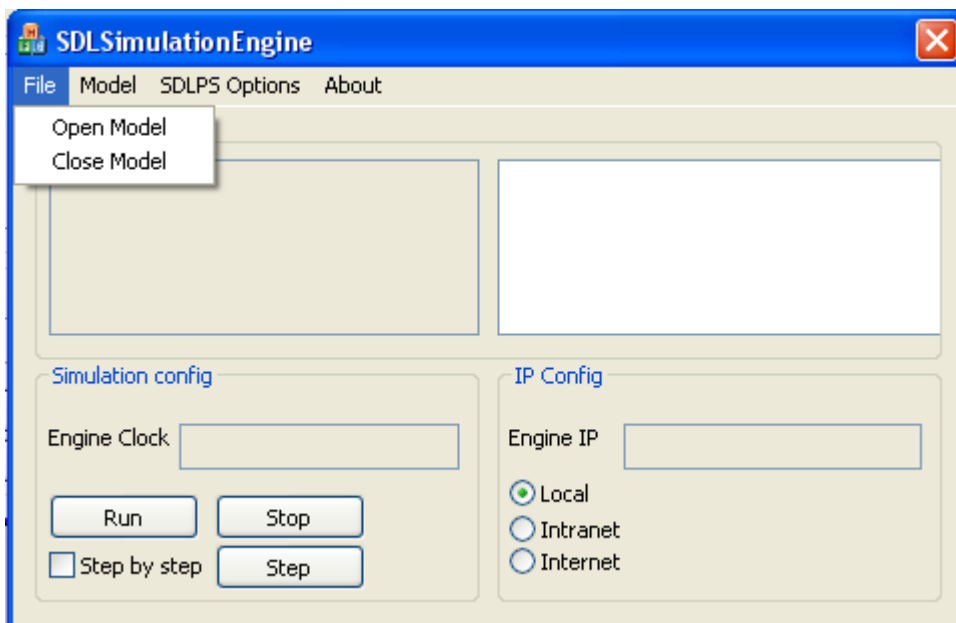 SDLSimulationEngine
File Model SDLPS Options About
Open Model
Close Model
Simulation config
Engine Clock
Run Stop
Step by step Step
IP Config
Engine IP
Local
Intranet
Internet